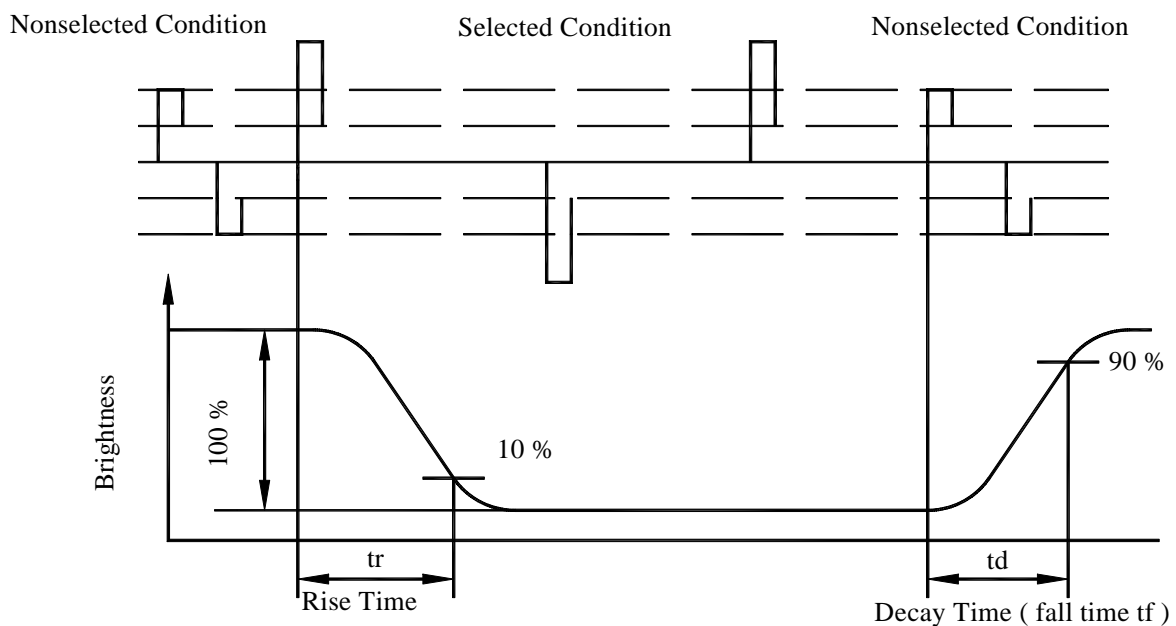 Nonselected Condition
Selected Condition
Nonselected Condition
Brightness
100 %
10 %
90 %
tr
Rise Time
td
Decay Time ( fall time tf )